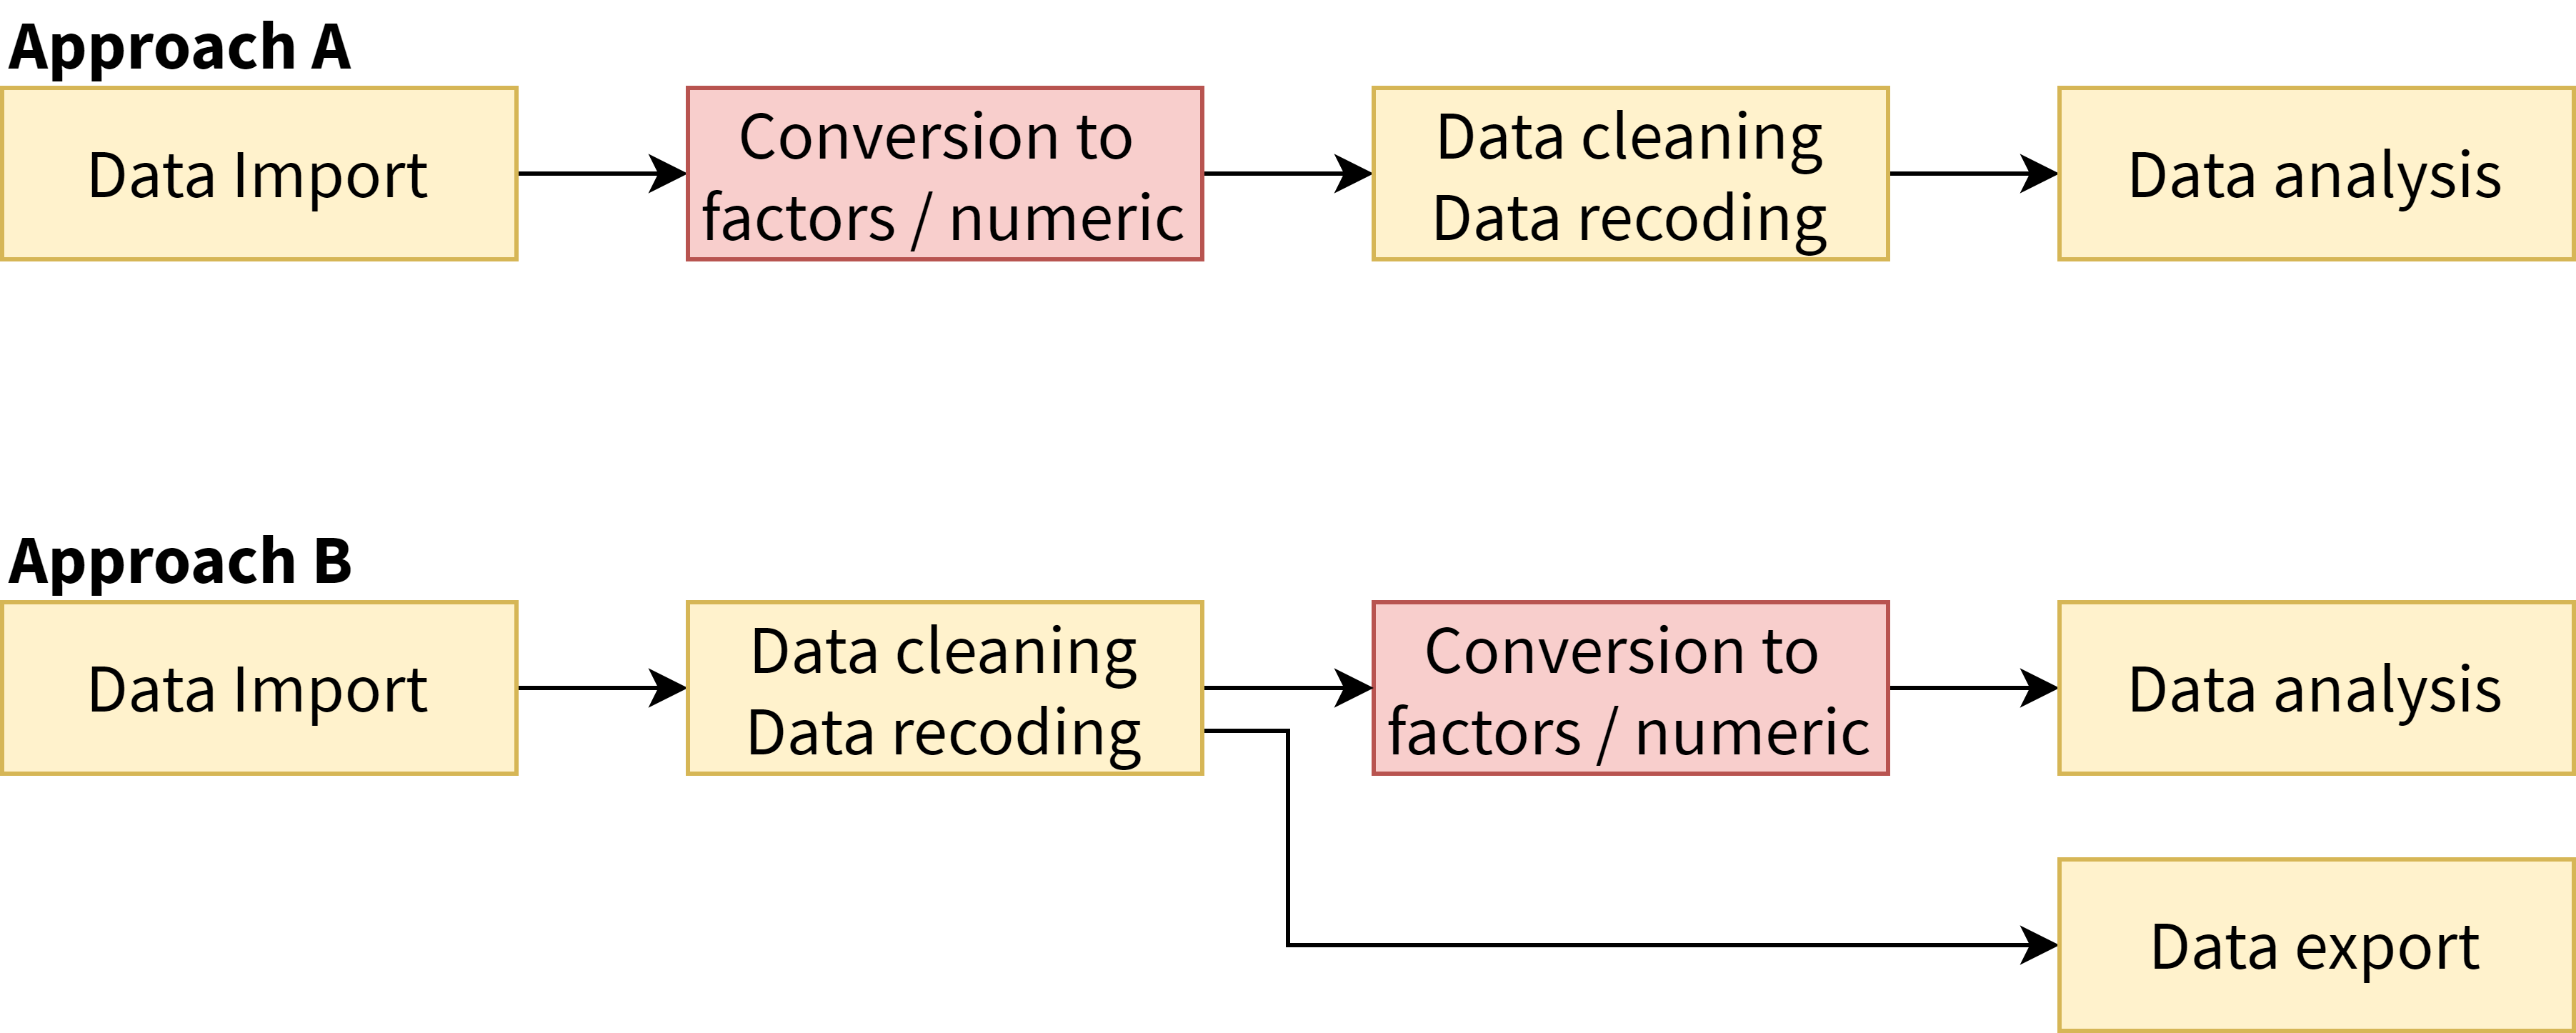 Approach A
Data Import
Conversion to
factors / numeric
Data cleaning
Data recoding
Data analysis
Approach B
Data Import
Data cleaning
Data recoding
Conversion to
factors / numeric
Data analysis
Data export